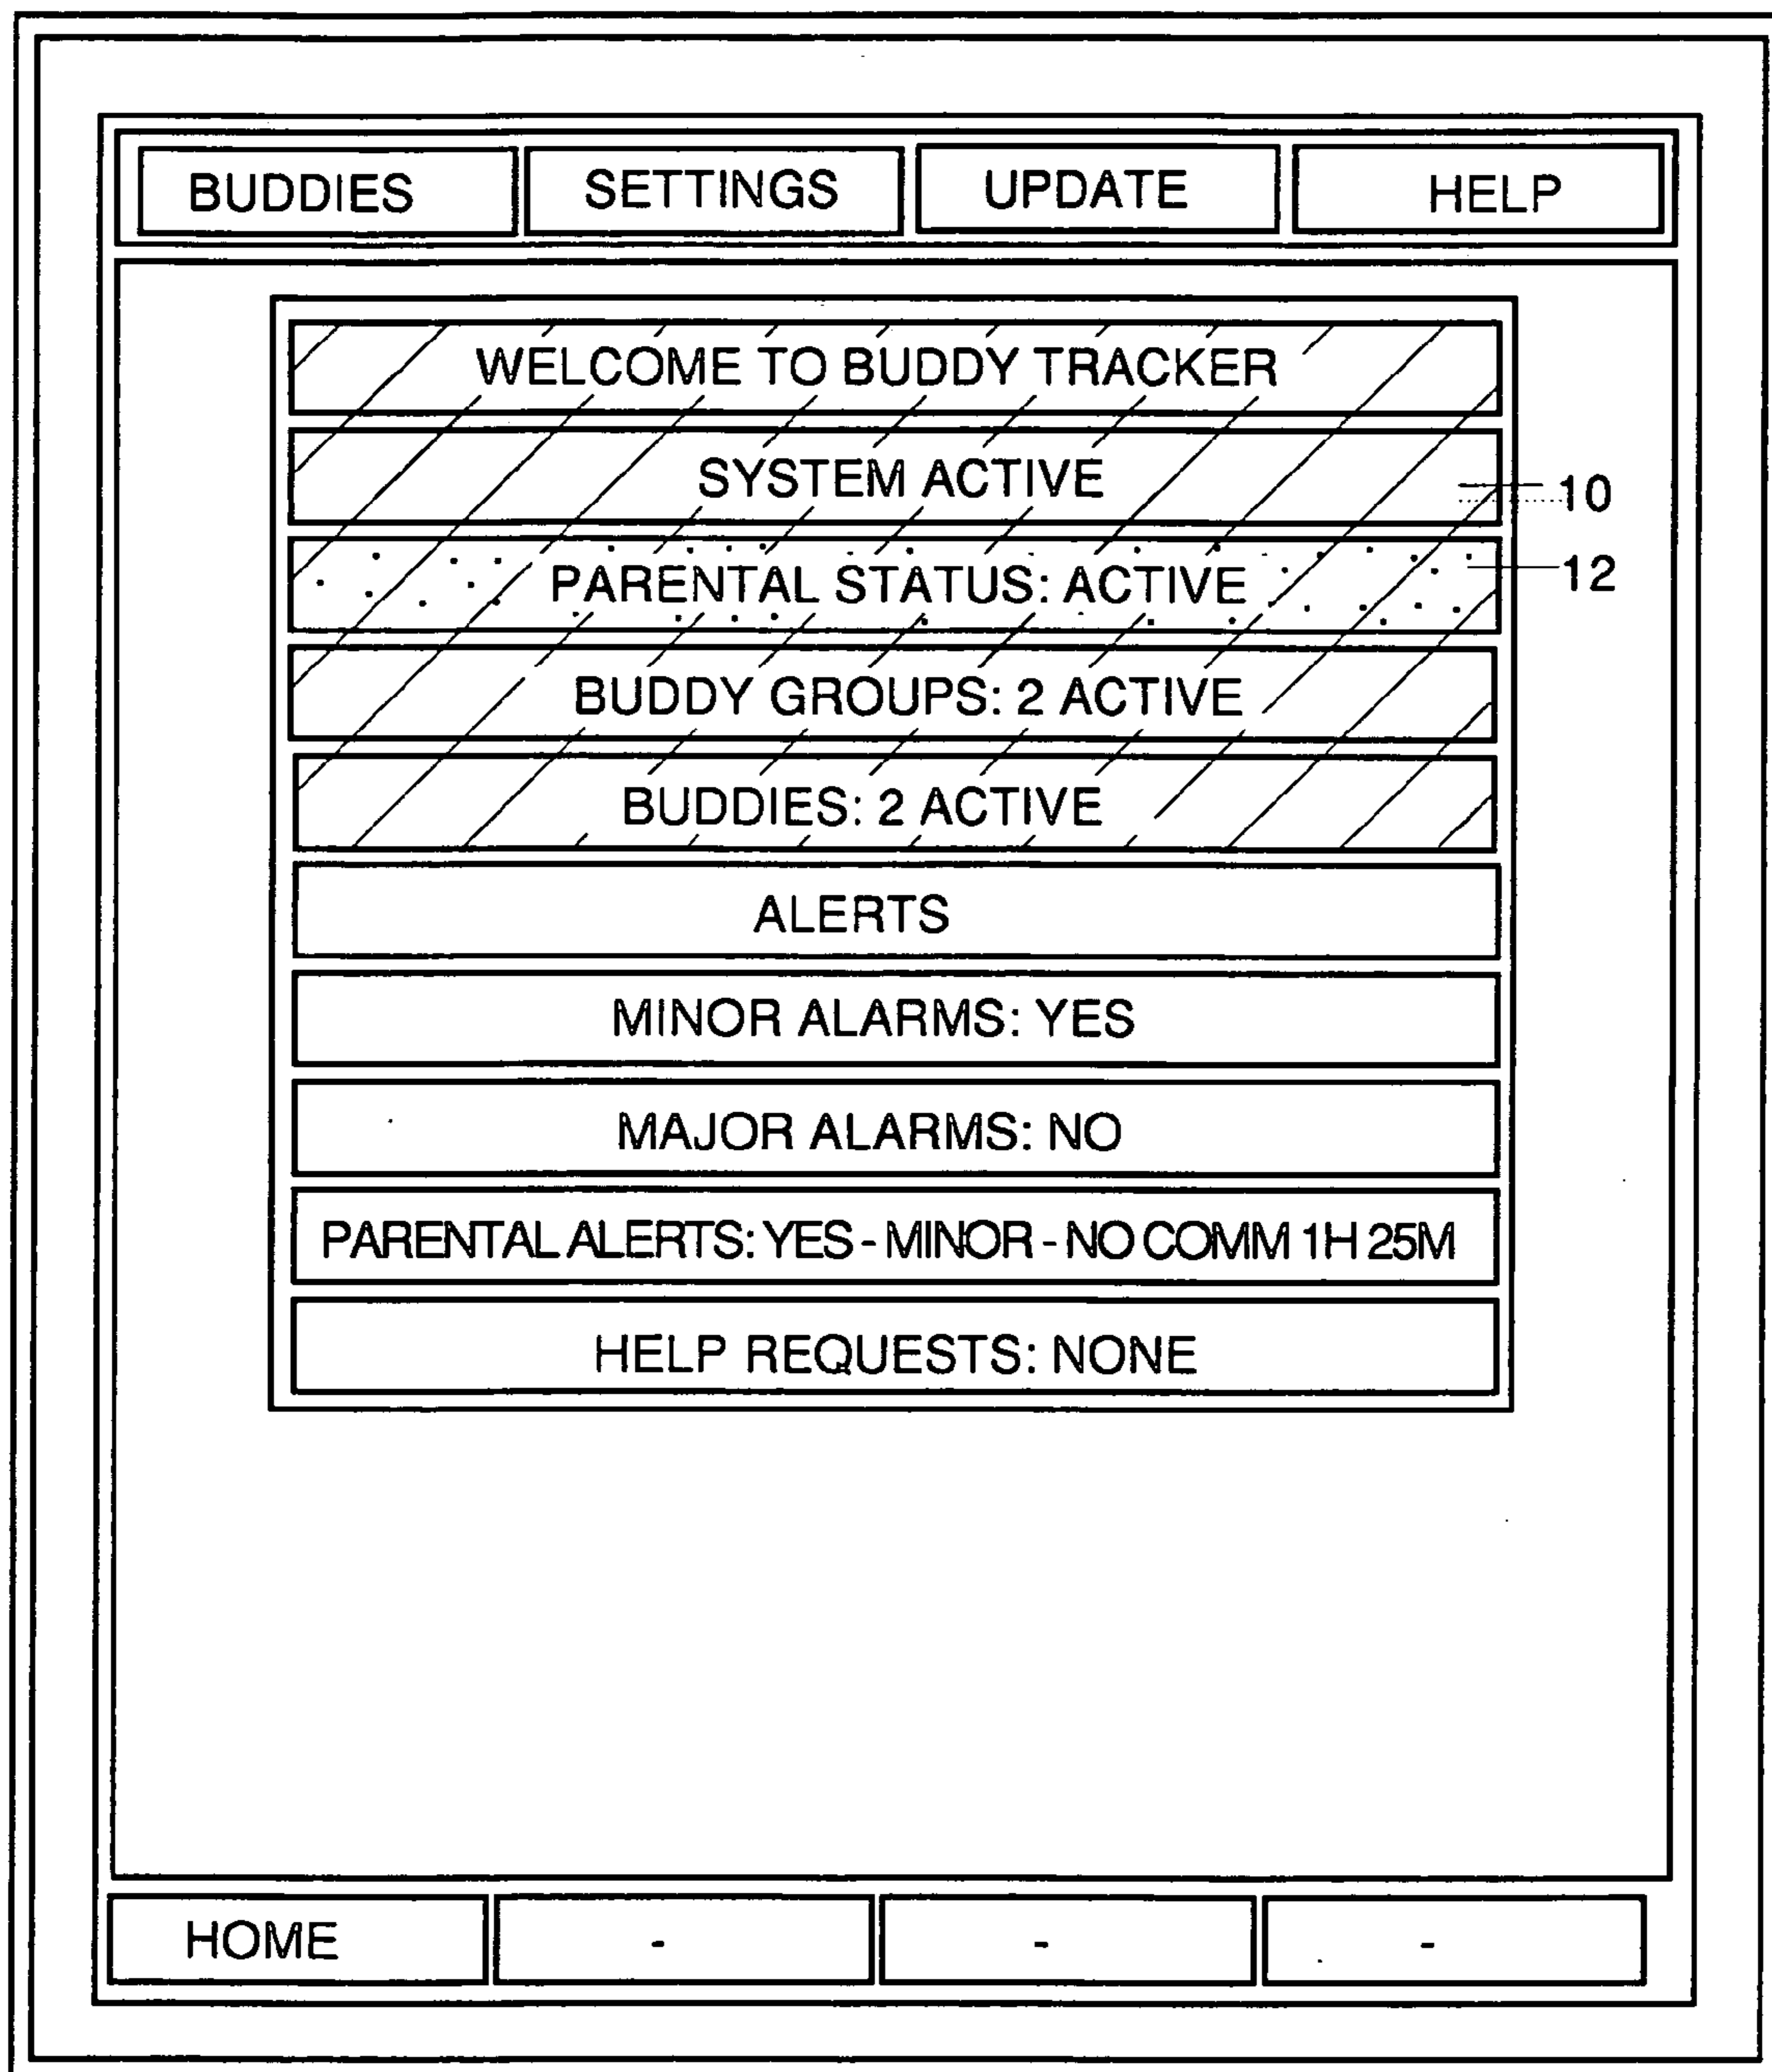 BUDDIES SETTINGS UPDATE HELP
WELCOME TO BUDDY TRACKER
SYSTEM ACTIVE
10
PARENTAL STATUS: ACTIVE
12
BUDDY GROUPS: 2 ACTIVE
BUDDIES: 2 ACTIVE
ALERTS
MINOR ALARMS: YES
MAJOR ALARMS: NO
PARENTAL ALERTS: YES - MINOR - NO COMM 1H 25M
HELP REQUESTS: NONE
HOME - - -